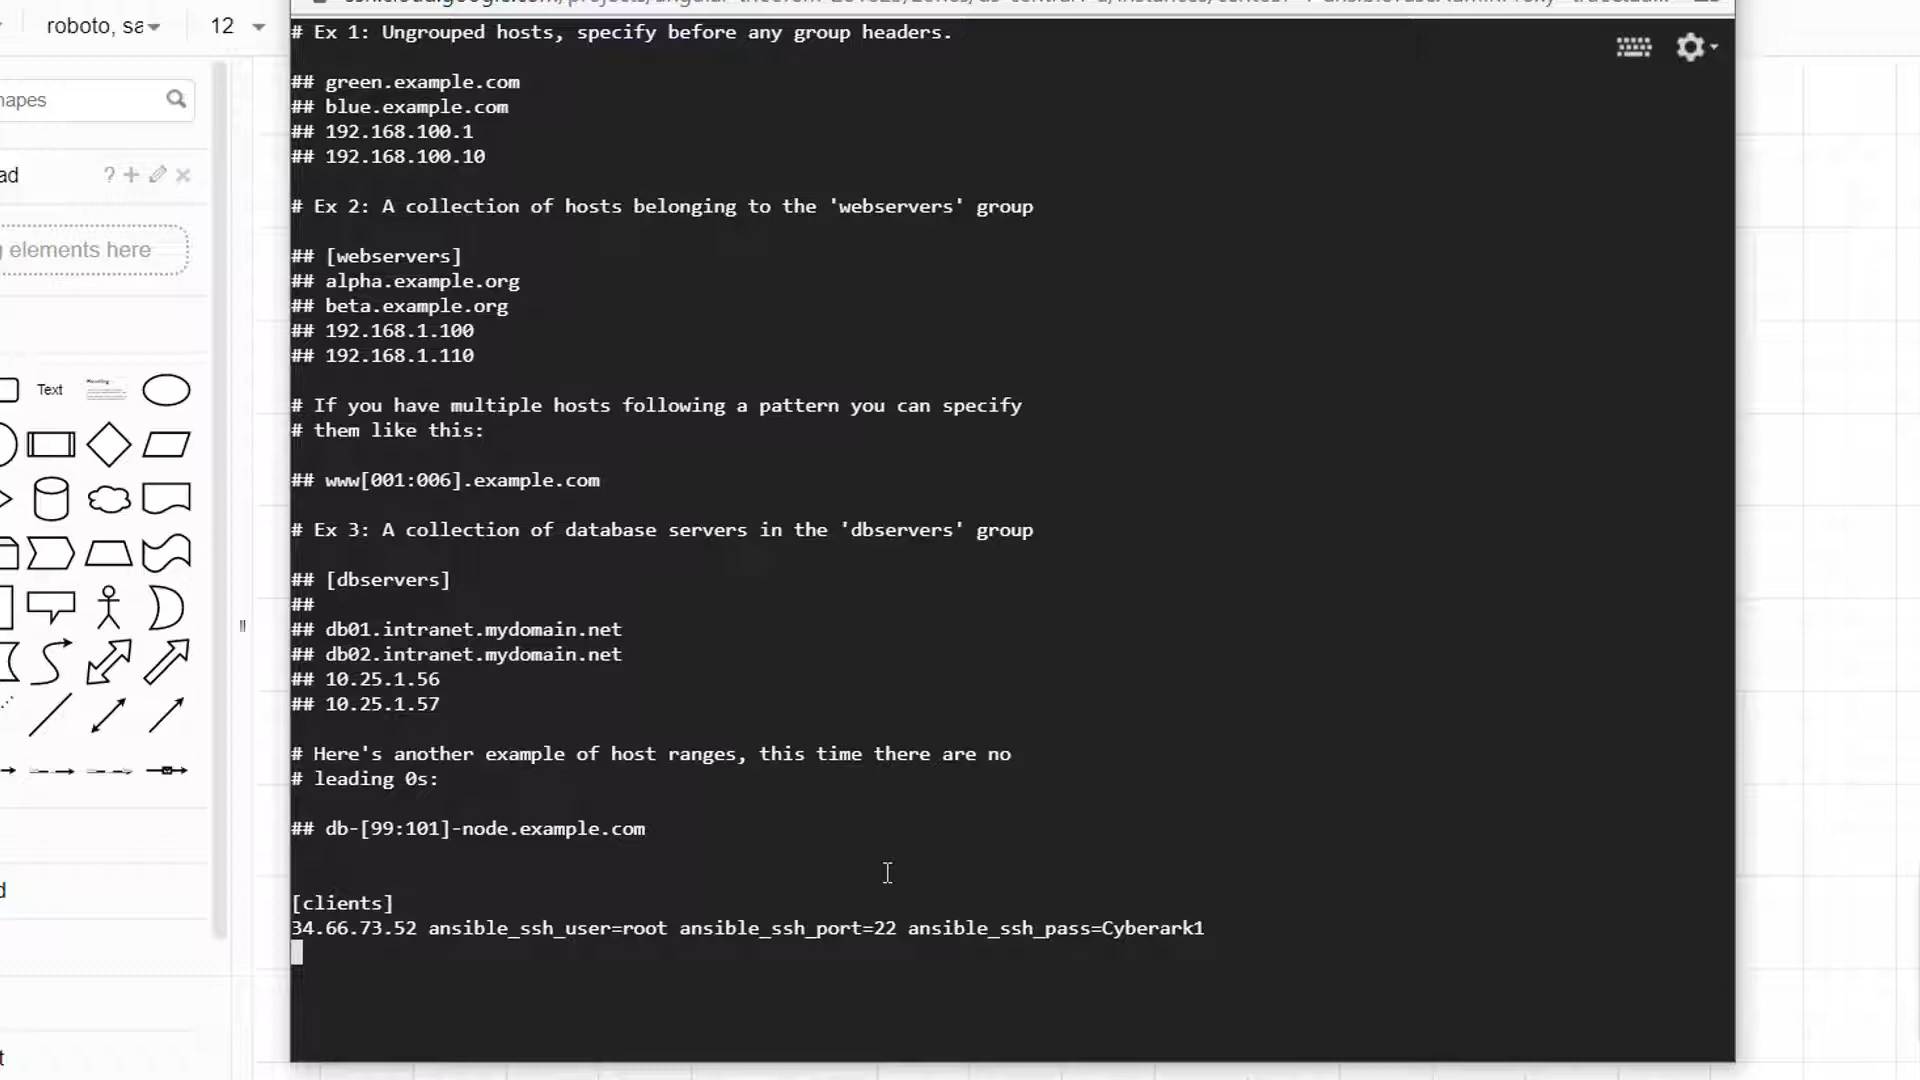 roboto, sa
12
hapes
ad
? + ×
elements here
Text
# Ex 1: Ungrouped hosts, specify before any group headers.
## green.example.com
## blue.example.com
## 192.168.100.1
## 192.168.100.10
# Ex 2: A collection of hosts belonging to the 'webservers' group
## [webservers]
## alpha.example.org
## beta.example.org
## 192.168.1.100
## 192.168.1.110
# If you have multiple hosts following a pattern you can specify
# them like this:
## www[001:006].example.com
# Ex 3: A collection of database servers in the 'dbservers' group
## [dbservers]
##
## db01.intranet.mydomain.net
## db02.intranet.mydomain.net
## 10.25.1.56
## 10.25.1.57
# Here's another example of host ranges, this time there are no
# leading 0s:
## db-[99:101]-node.example.com
[clients]
34.66.73.52 ansible_ssh_user=root ansible_ssh_port=22 ansible_ssh_pass=Cyberark1